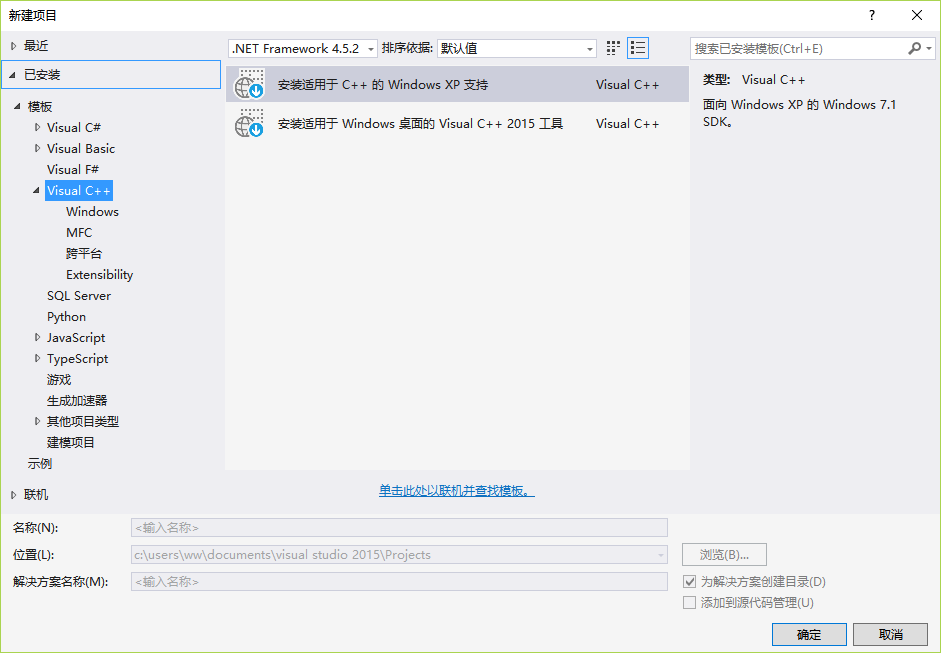 新建项目
?
最近
.NET Framework 4.5.2
排序依据:
默认值
搜索已安装模板(Ctrl+E)
已安装
模板
Visual C#
Visual Basic
Visual F#
Visual C++
Windows
MFC
跨平台
Extensibility
SQL Server
Python
JavaScript
TypeScript
游戏
生成加速器
其他项目类型
建模项目
示例
联机
安装适用于 C++ 的 Windows XP 支持
Visual C++
安装适用于 Windows 桌面的 Visual C++ 2015 工具
Visual C++
类型: Visual C++
面向 Windows XP 的 Windows 7.1
SDK。
单击此处以联机并查找模板。
名称(N):
<输入名称>
位置(L):
c:\users\ww\documents\visual studio 2015\Projects
浏览(B)...
解决方案名称(M):
<输入名称>
为解决方案创建目录(D)
添加到源代码管理(U)
确定
取消